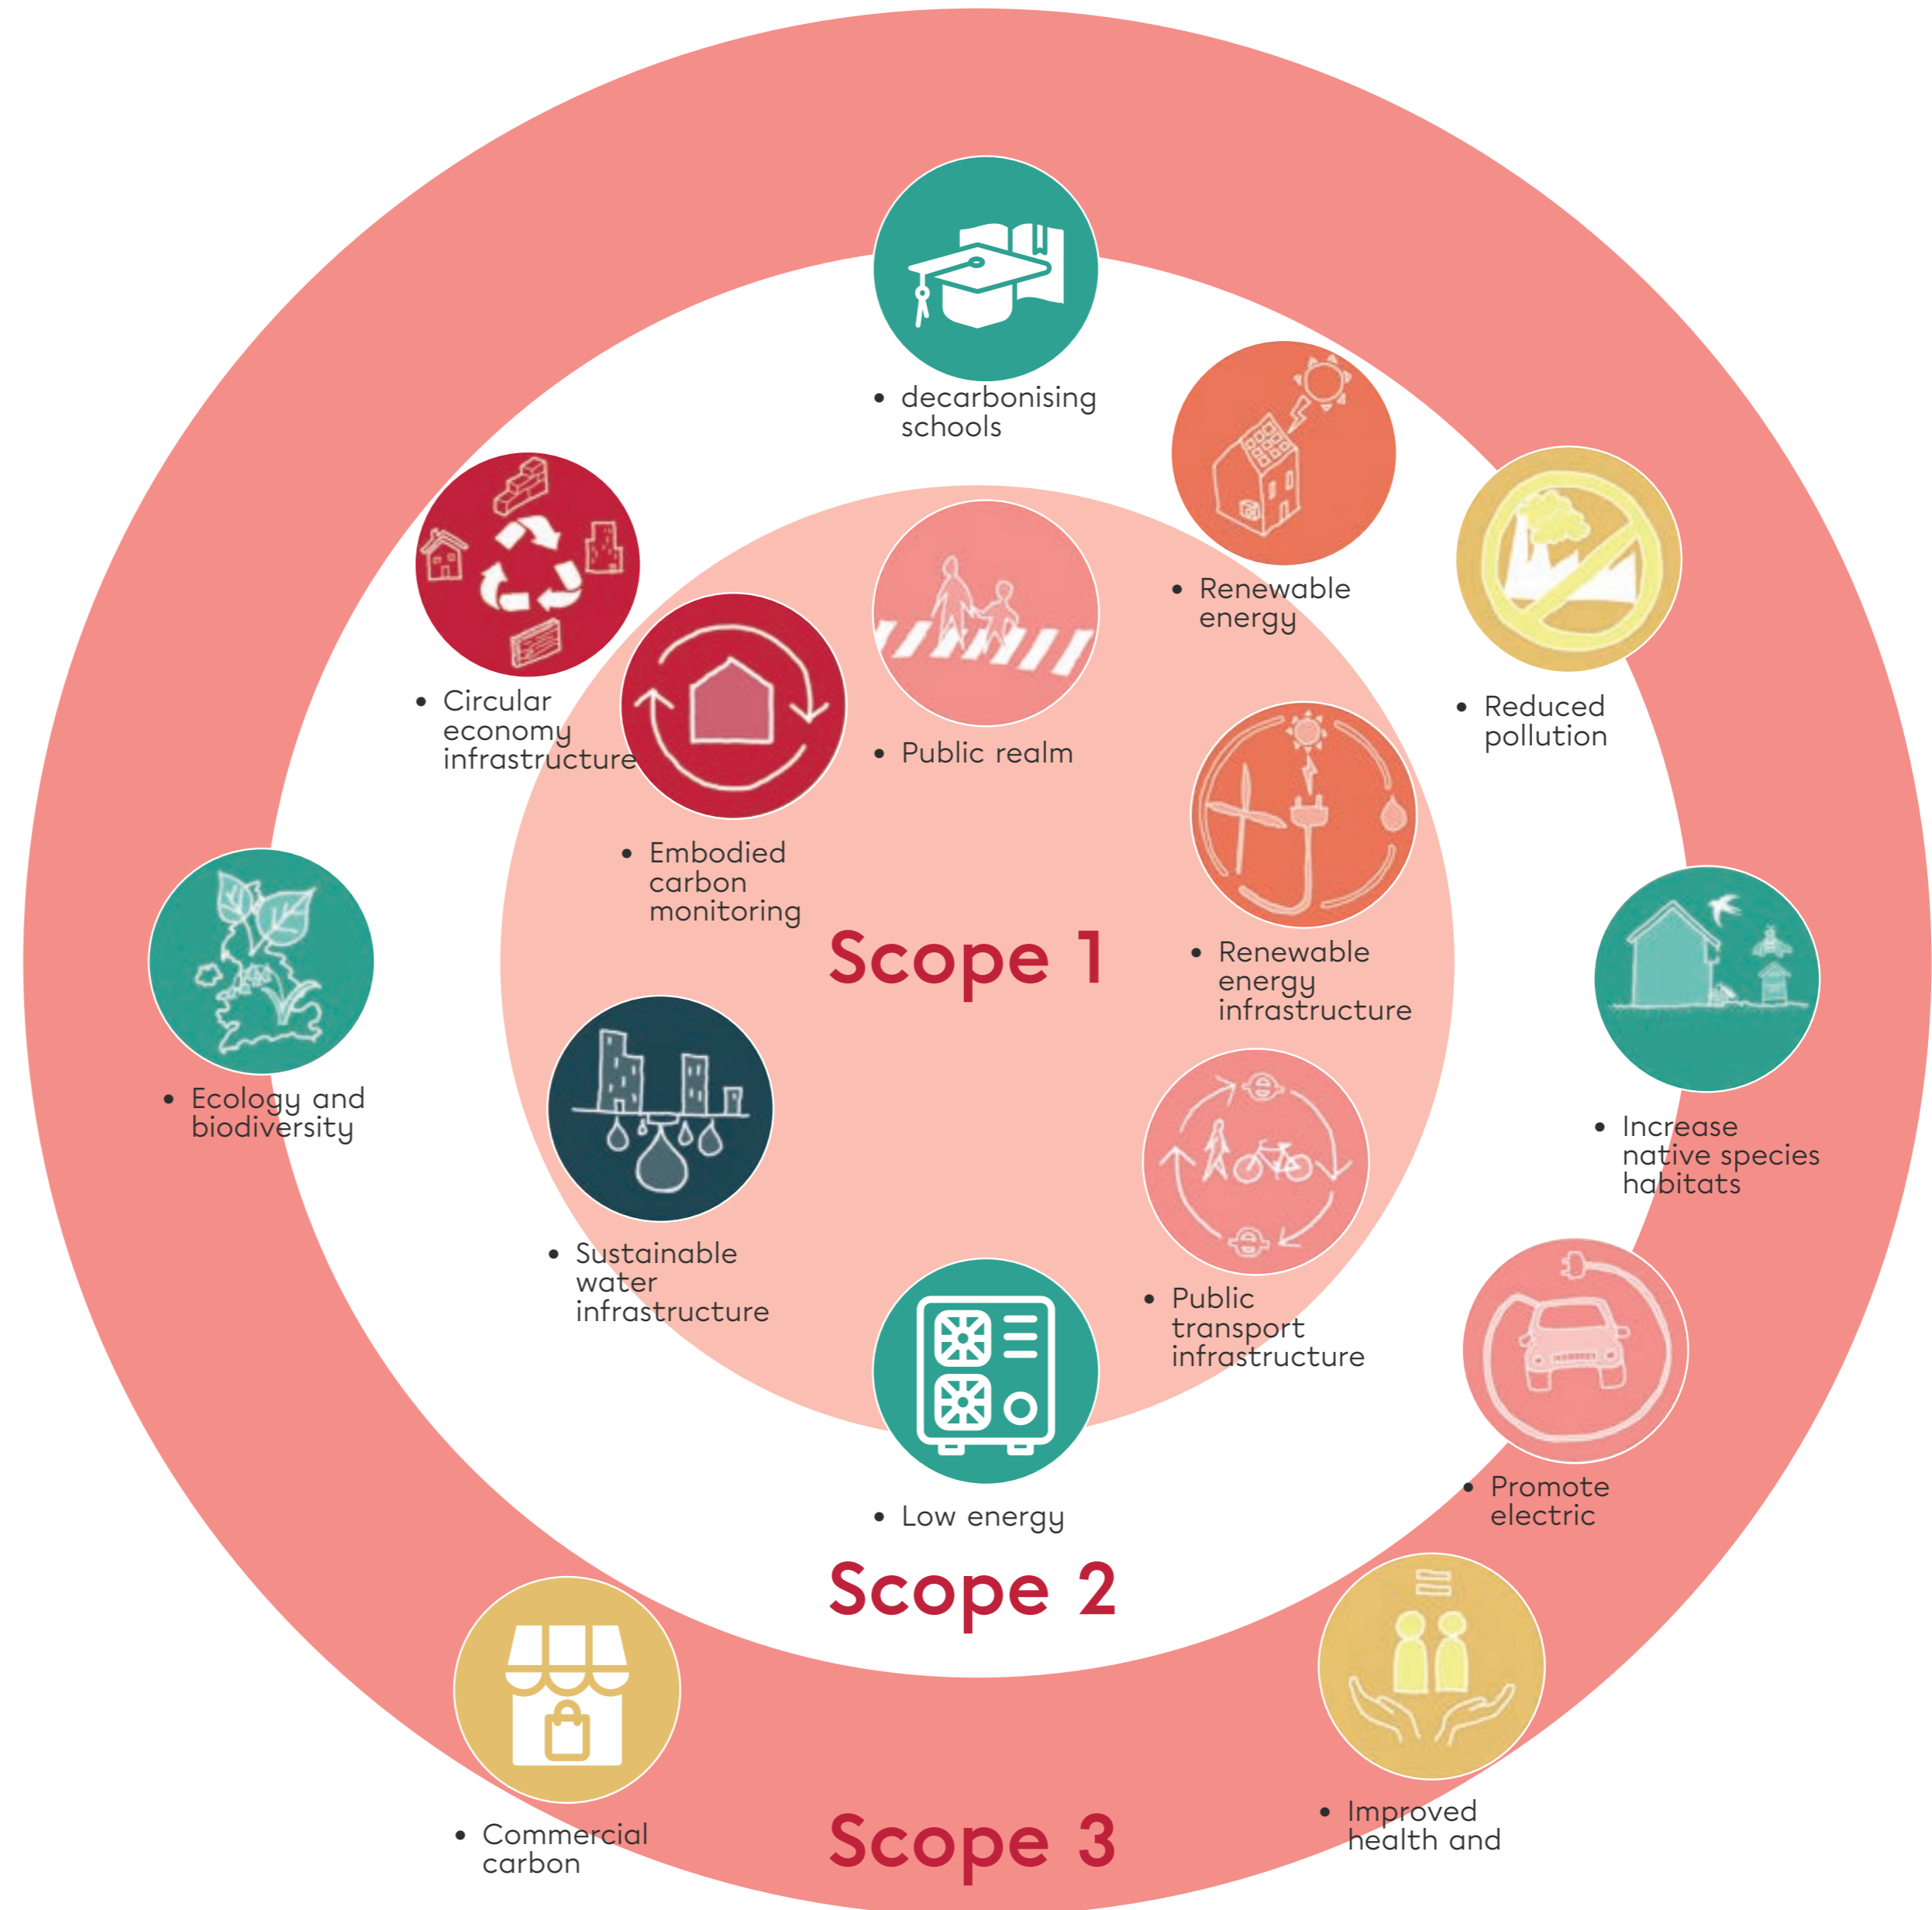 • decarbonising
schools
• Renewable
energy
• Reduced
pollution
• Circular
economy
infrastructure
• Public realm
• Embodied
carbon
monitoring
Scope 1
• Renewable
energy
infrastructure
• Ecology and
biodiversity
• Increase
native species
habitats
• Sustainable
water
infrastructure
• Public
transport
infrastructure
• Low energy
• Promote
electric
Scope 2
• Commercial
carbon
• Improved
health and
Scope 3